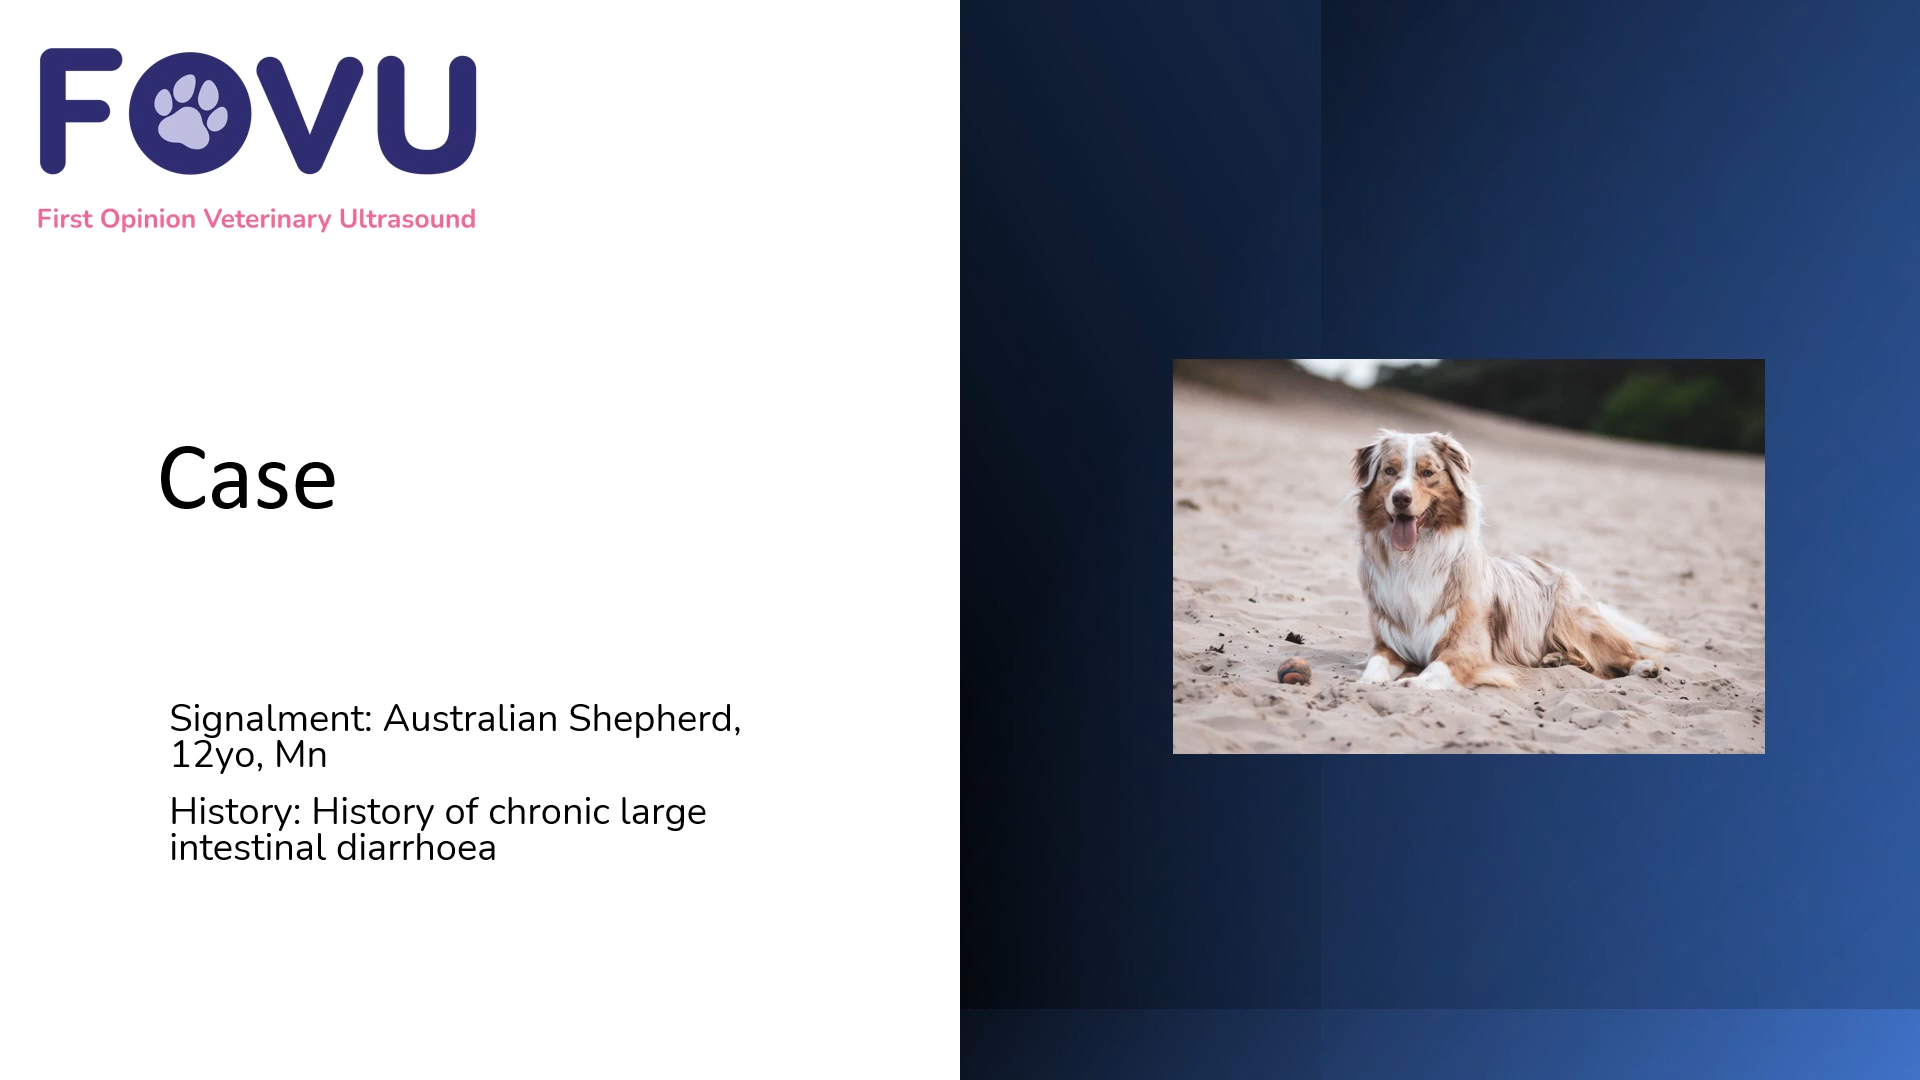 FOVU
First Opinion Veterinary Ultrasound
Case
Signalment: Australian Shepherd,
12yo, Mn
History: History of chronic large
intestinal diarrhoea